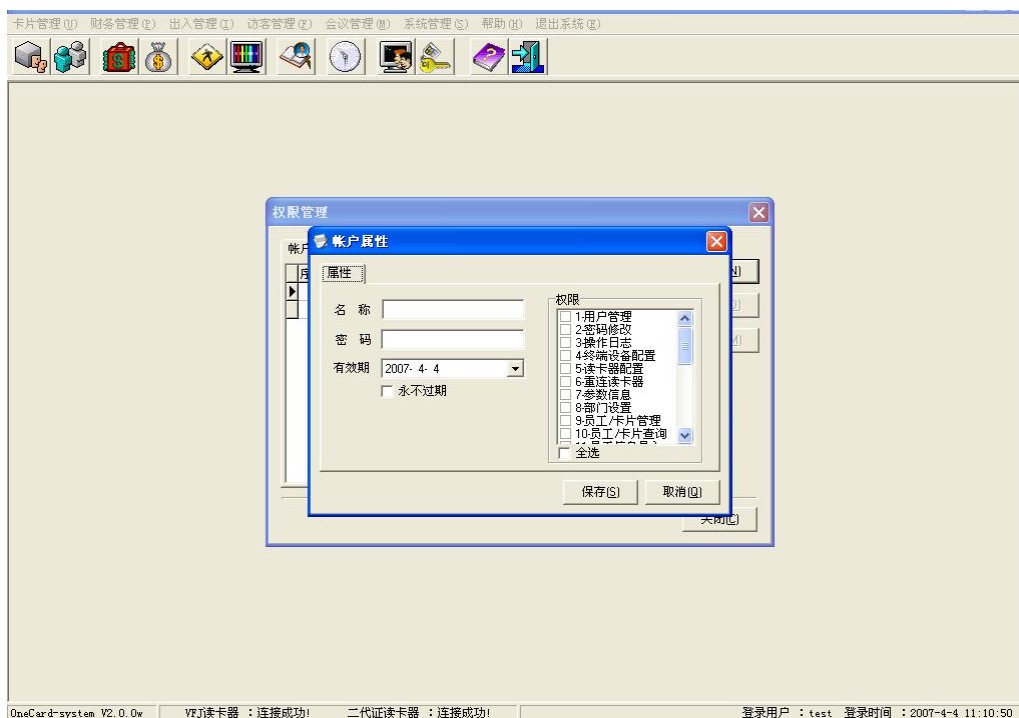 卡片管理(U) 财务管理(P) 出入管理(I) 访客管理(F) 会议管理(M) 系统管理(S) 帮助(H) 退出系统(E)
权限管理
帐户
帐户属性
属性
名 称
密 码
有效期 2007- 4- 4
永不过期
权限
1-用户管理
2-密码修改
3-操作日志
4-终端设备配置
5-读卡器配置
6-重连读卡器
7-参数信息
8-部门设置
9-员工/卡片管理
10-员工/卡片查询
全选
保存(S) 取消(Q)
关闭(C)
OneCard-system V2.0.0w VFJ读卡器 :连接成功! 二代证读卡器 :连接成功! 登录用户 :test 登录时间 :2007-4-4 11:10:50